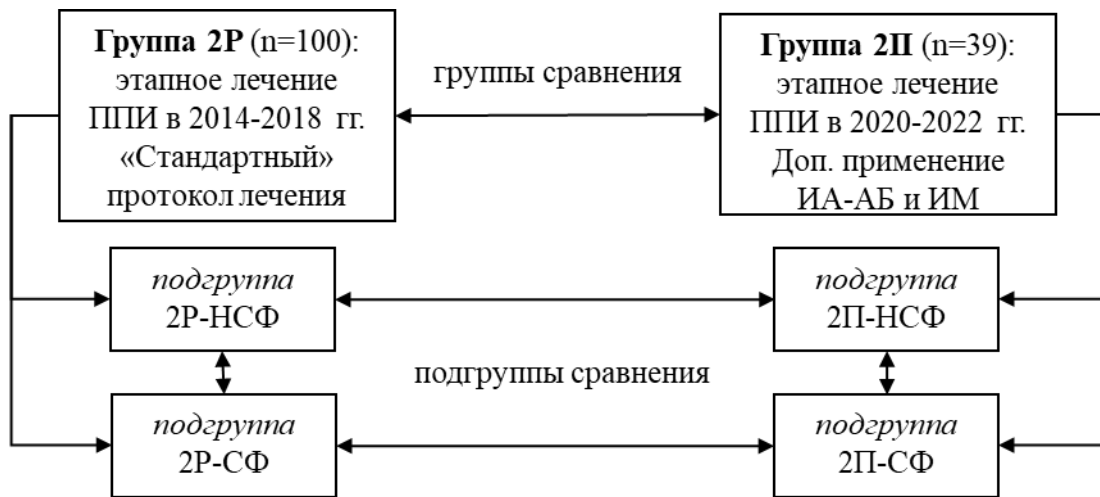 Группа 2Р (n=100):
этапное лечение
ППИ в 2014-2018 гг.
«Стандартный»
протокол лечения
группы сравнения
Группа 2П (n=39):
этапное лечение
ППИ в 2020-2022 гг.
Доп. применение
ИА-АБ и ИМ
подгруппа
2Р-НСФ
подгруппа
2П-НСФ
подгруппы сравнения
подгруппа
2Р-СФ
подгруппа
2П-СФ